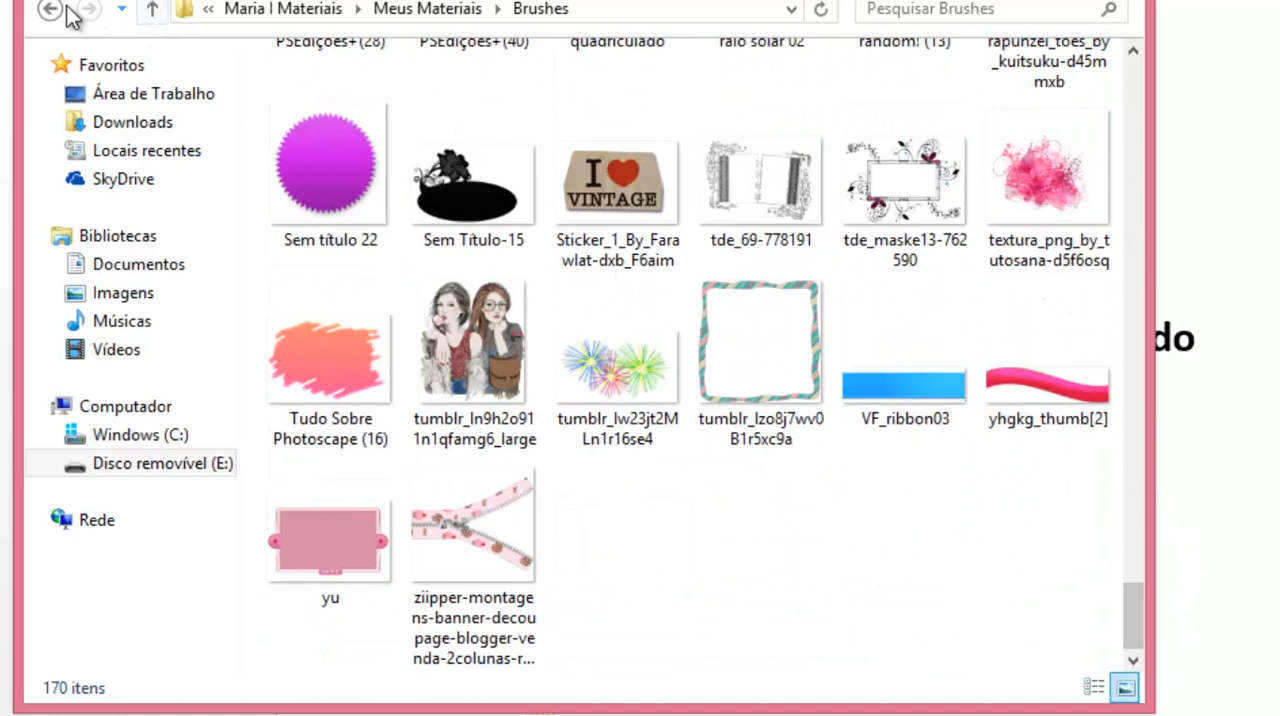 Maria I Materiais
Meus Materiais
Brushes
Pesquisar Brushes
Favoritos
Área de Trabalho
Downloads
Locais recentes
SkyDrive
Bibliotecas
Documentos
Imagens
Músicas
Vídeos
Computador
Windows (C:)
Disco removível (E:)
Rede
PSEdições+(28)
PSEdições+(40)
quadriculado
raio solar 02
random! (13)
rapunzel_toes_by
_kuitsuku-d45m
mxb
I
VINTAGE
Sem título 22
Sem Título-15
Sticker_1_By_Fara
wlat-dxb_F6aim
tde_69-778191
tde_maske13-762
590
textura_png_by_t
utosana-d5f6osq
Tudo Sobre
Photoscape (16)
tumblr_ln9h2o91
1n1qfamg6_large
tumblr_lw23jt2M
Ln1r16se4
tumblr_lzo8j7wv0
B1r5xc9a
VF_ribbon03
yhgkg_thumb[2]
yu
ziipper-montage
ns-banner-decou
page-blogger-ve
nda-2colunas-r...
do
170 itens